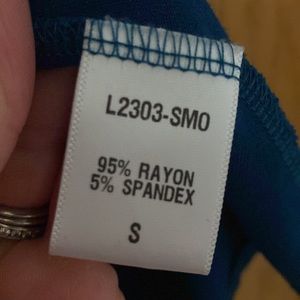 L2303-SMO
95% RAYON
5% SPANDEX
S